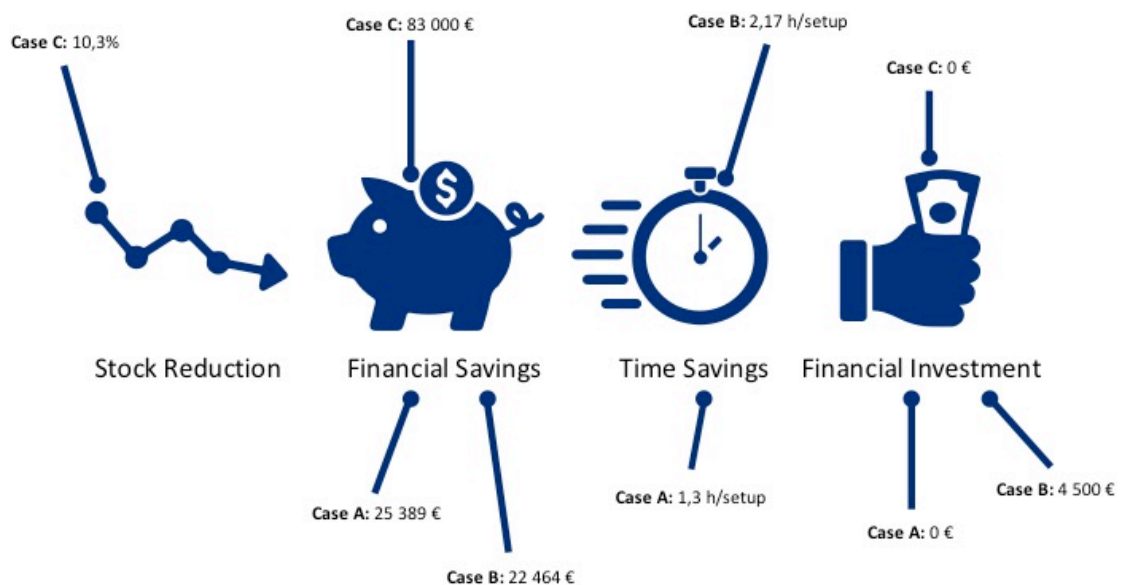 Case C: 10,3%
Case C: 83 000 €
Case B: 2,17 h/setup
Case C: 0 €
$
Stock Reduction
Financial Savings
Time Savings
Financial Investment
Case A: 25 389 €
Case B: 22 464 €
Case A: 1,3 h/setup
Case A: 0 €
Case B: 4 500 €